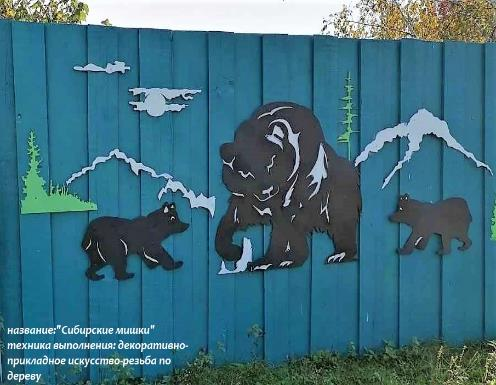 название:"Сибирские мишки"
техника выполнения: декоративно-
прикладное искусство-резьба по
дереву